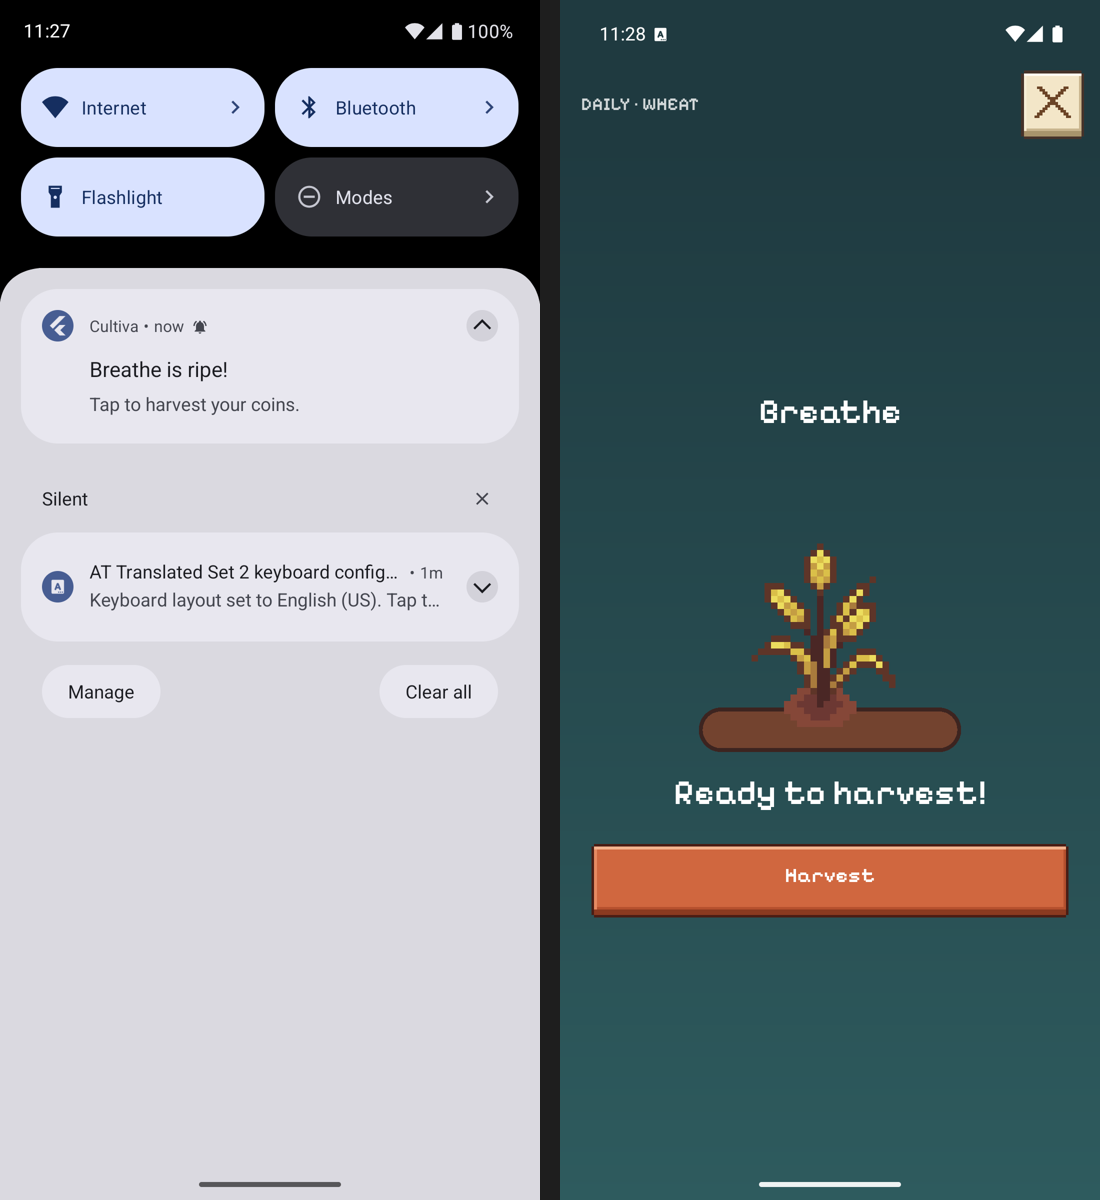 11:27
100%
Internet
Bluetooth
Flashlight
Modes
Cultiva • now
Breathe is ripe!
Tap to harvest your coins.
Silent
AT Translated Set 2 keyboard config… • 1m
Keyboard layout set to English (US). Tap t…
Manage
Clear all
11:28
A
DAILY · WHEAT
Breathe
Ready to harvest!
Harvest